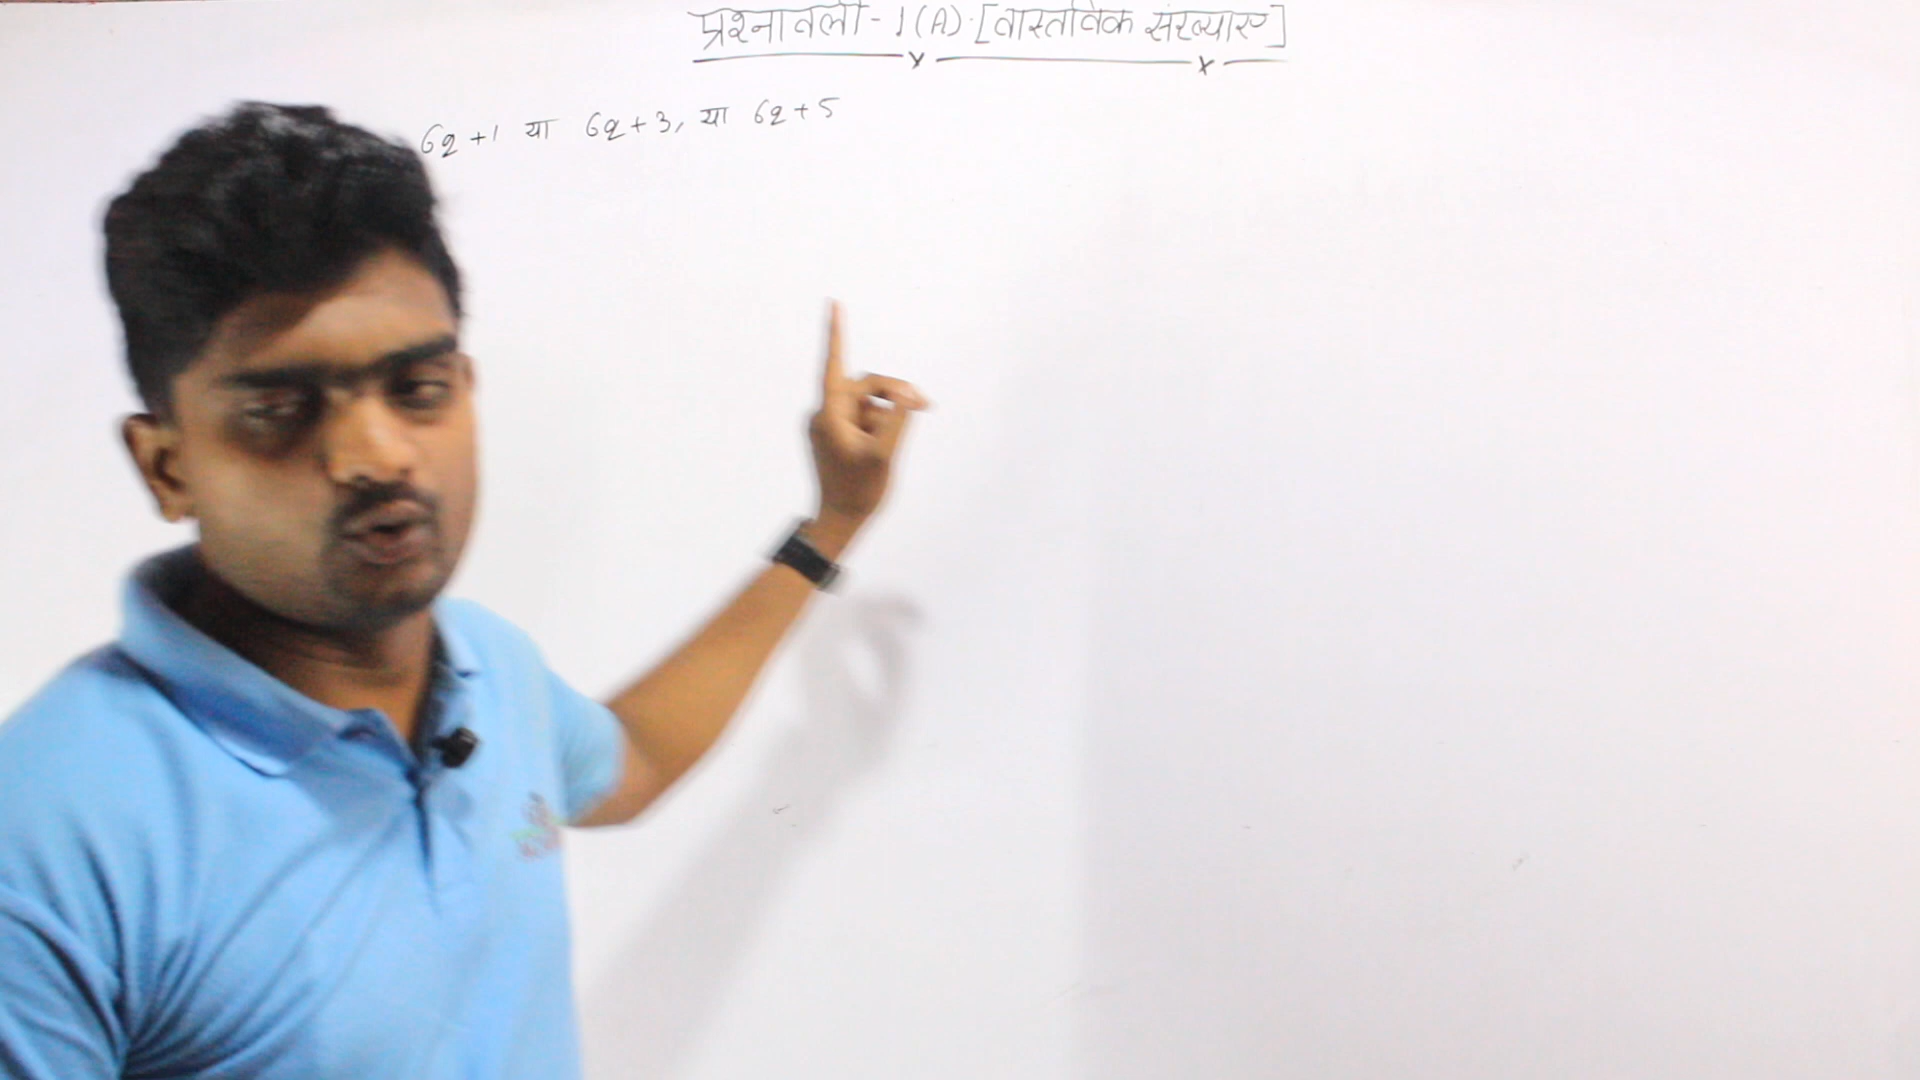 प्रश्नावली - 1(A). [वास्तविक संख्याए]
6q +1 या 6q + 3, या 6q + 5